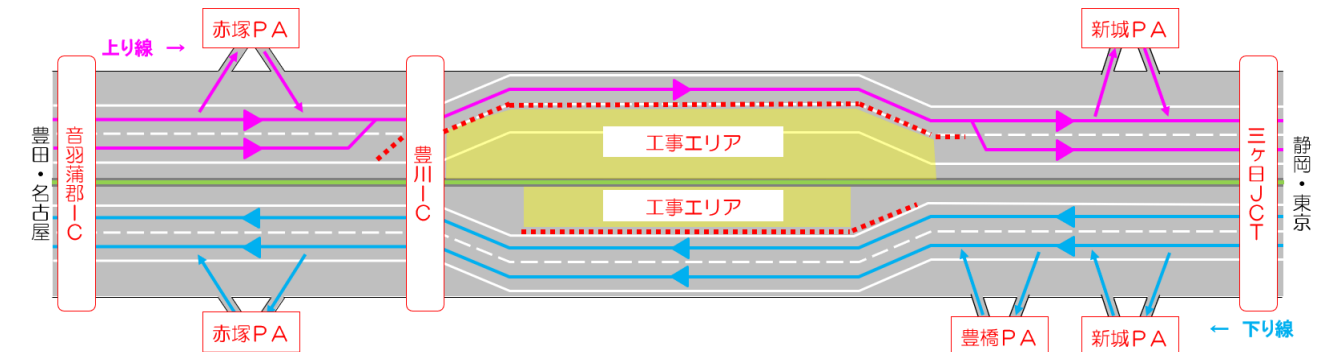 赤塚PA
新城PA
上り線 →
豊田・名古屋
音羽蒲郡IC
豊川IC
工事エリア
工事エリア
三ヶ日JCT
静岡・東京
赤塚PA
豊橋PA
新城PA
← 下り線